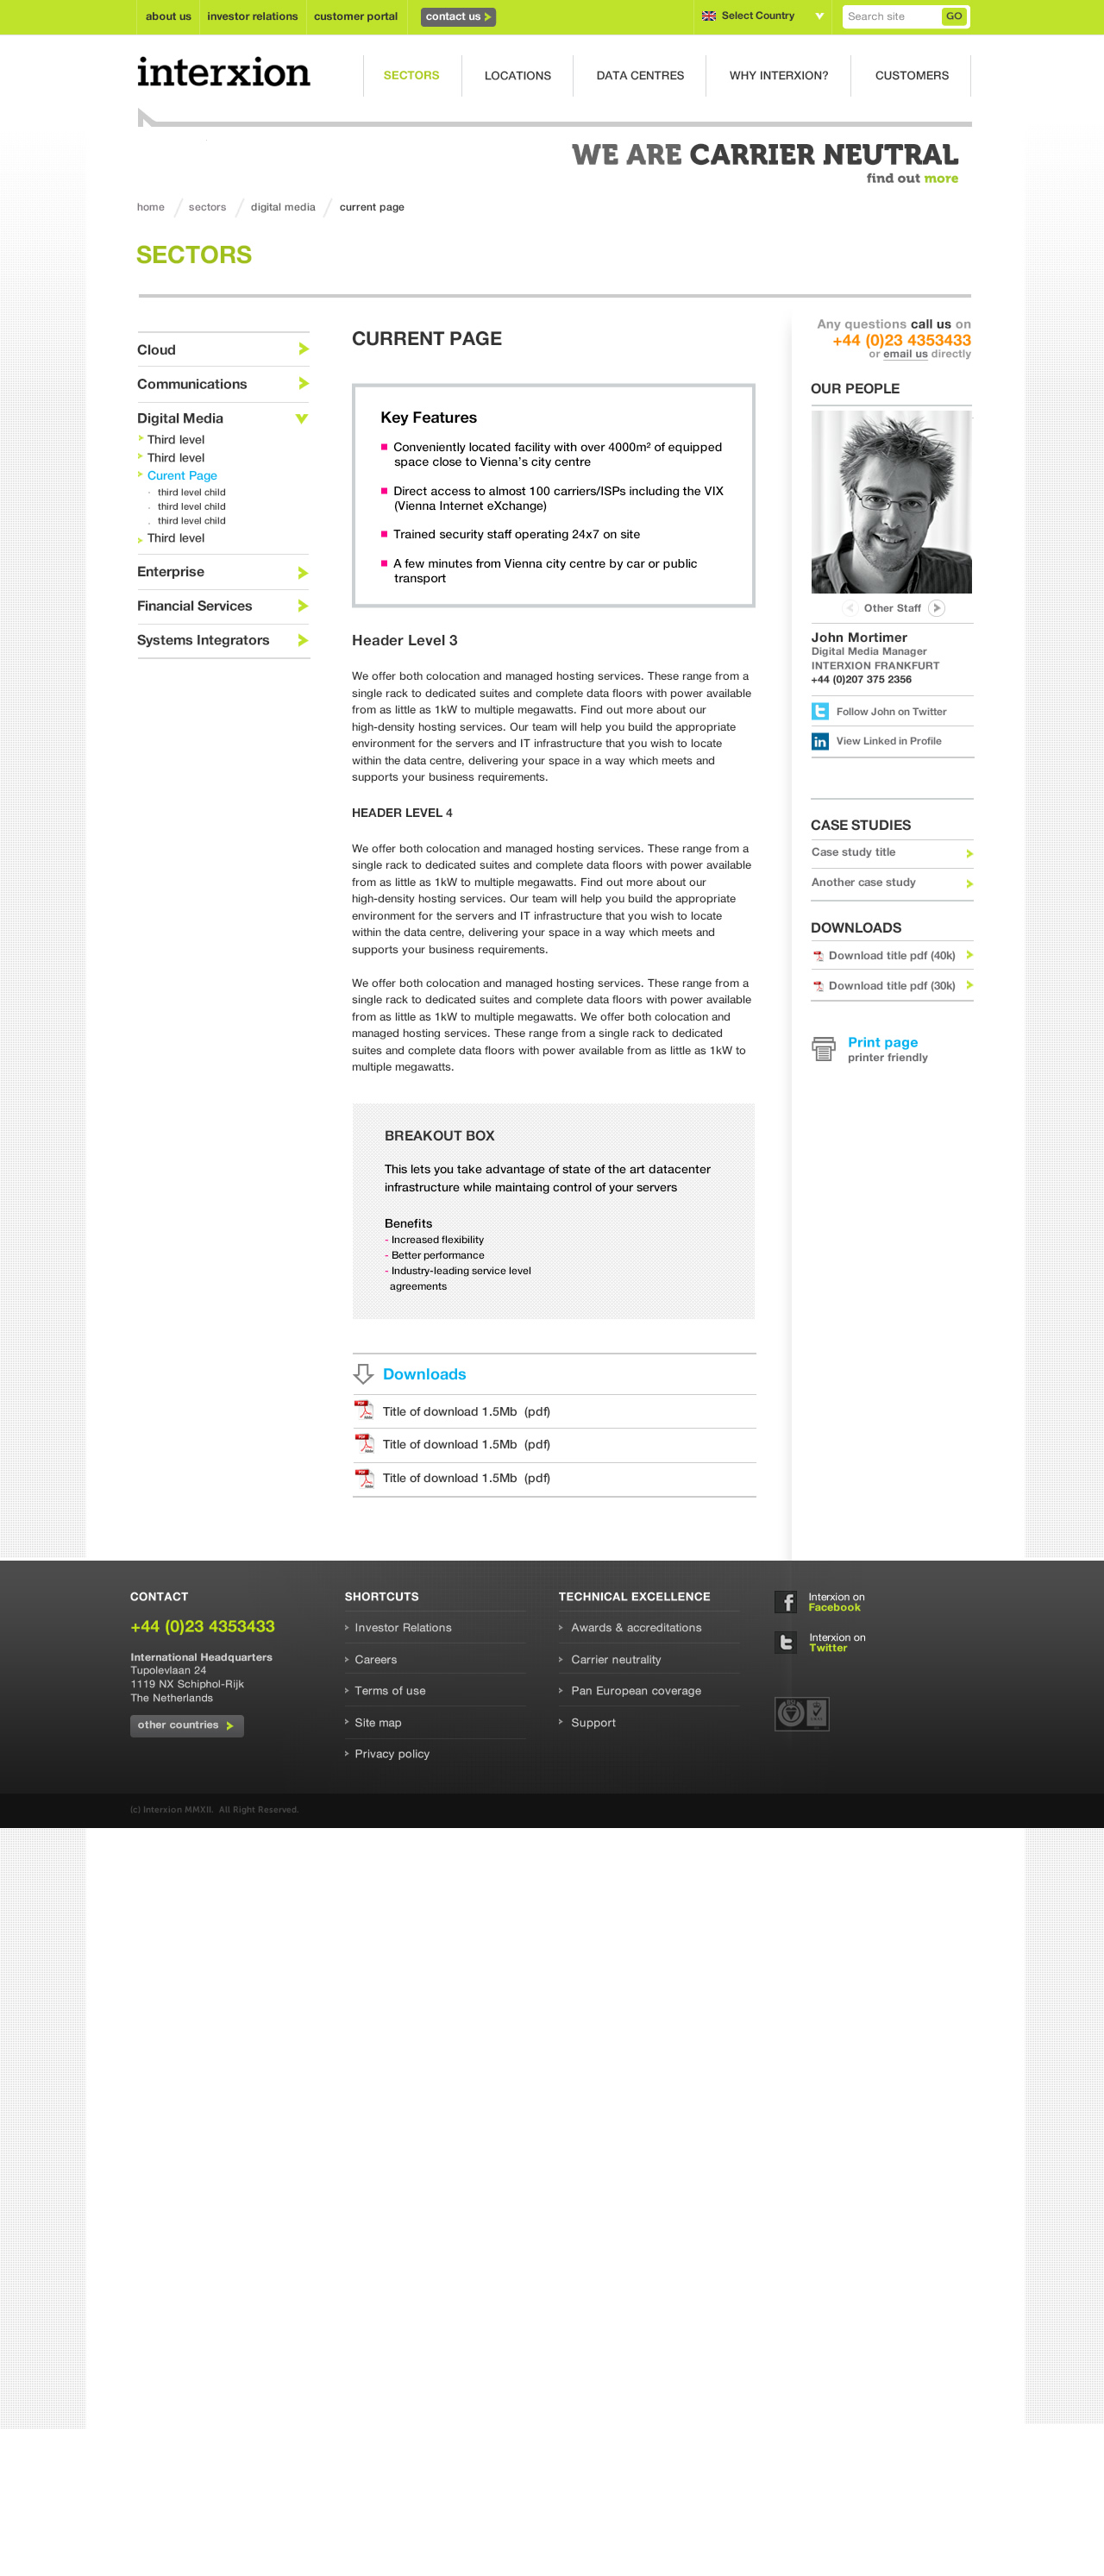 about us
investor relations
customer portal
contact us
Select Country
Search site
GO
interxion
SECTORS
LOCATIONS
DATA CENTRES
WHY INTERXION?
CUSTOMERS
WE ARE CARRIER NEUTRAL
find out more
home
sectors
digital media
current page
SECTORS
Cloud
Communications
Digital Media
Third level
Third level
Curent Page
third level child
third level child
third level child
Third level
Enterprise
Financial Services
Systems Integrators
CURRENT PAGE
Key Features
Conveniently located facility with over 4000m² of equipped
space close to Vienna's city centre
Direct access to almost 100 carriers/ISPs including the VIX
(Vienna Internet eXchange)
Trained security staff operating 24x7 on site
A few minutes from Vienna city centre by car or public
transport
Header Level 3
We offer both colocation and managed hosting services. These range from a
single rack to dedicated suites and complete data floors with power available
from as little as 1kW to multiple megawatts. Find out more about our
high-density hosting services. Our team will help you build the appropriate
environment for the servers and IT infrastructure that you wish to locate
within the data centre, delivering your space in a way which meets and
supports your business requirements.
HEADER LEVEL 4
We offer both colocation and managed hosting services. These range from a
single rack to dedicated suites and complete data floors with power available
from as little as 1kW to multiple megawatts. Find out more about our
high-density hosting services. Our team will help you build the appropriate
environment for the servers and IT infrastructure that you wish to locate
within the data centre, delivering your space in a way which meets and
supports your business requirements.
We offer both colocation and managed hosting services. These range from a
single rack to dedicated suites and complete data floors with power available
from as little as 1kW to multiple megawatts. We offer both colocation and
managed hosting services. These range from a single rack to dedicated
suites and complete data floors with power available from as little as 1kW to
multiple megawatts.
BREAKOUT BOX
This lets you take advantage of state of the art datacenter
infrastructure while maintaing control of your servers
Benefits
- Increased flexibility
- Better performance
- Industry-leading service level
agreements
Downloads
Title of download 1.5Mb (pdf)
Title of download 1.5Mb (pdf)
Title of download 1.5Mb (pdf)
Any questions call us on
+44 (0)23 4353433
or email us directly
OUR PEOPLE
Other Staff
John Mortimer
Digital Media Manager
INTERXION FRANKFURT
+44 (0)207 375 2356
Follow John on Twitter
View Linked in Profile
CASE STUDIES
Case study title
Another case study
DOWNLOADS
Download title pdf (40k)
Download title pdf (30k)
Print page
printer friendly
CONTACT
+44 (0)23 4353433
International Headquarters
Tupolevlaan 24
1119 NX Schiphol-Rijk
The Netherlands
other countries
SHORTCUTS
Investor Relations
Careers
Terms of use
Site map
Privacy policy
TECHNICAL EXCELLENCE
Awards & accreditations
Carrier neutrality
Pan European coverage
Support
Interxion on
Facebook
Interxion on
Twitter
(c) Interxion MMXII. All Right Reserved.